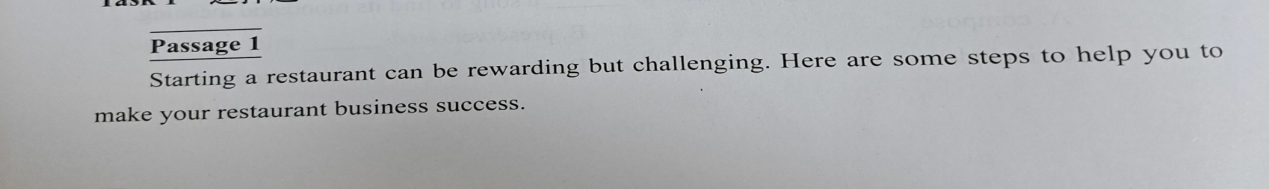 Passage 1
Starting a restaurant can be rewarding but challenging. Here are some steps to help you to
make your restaurant business success.